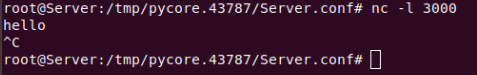 root@Server:/tmp/pycore.43787/Server.conf# nc -l 3000
hello
^C
root@Server:/tmp/pycore.43787/Server.conf#